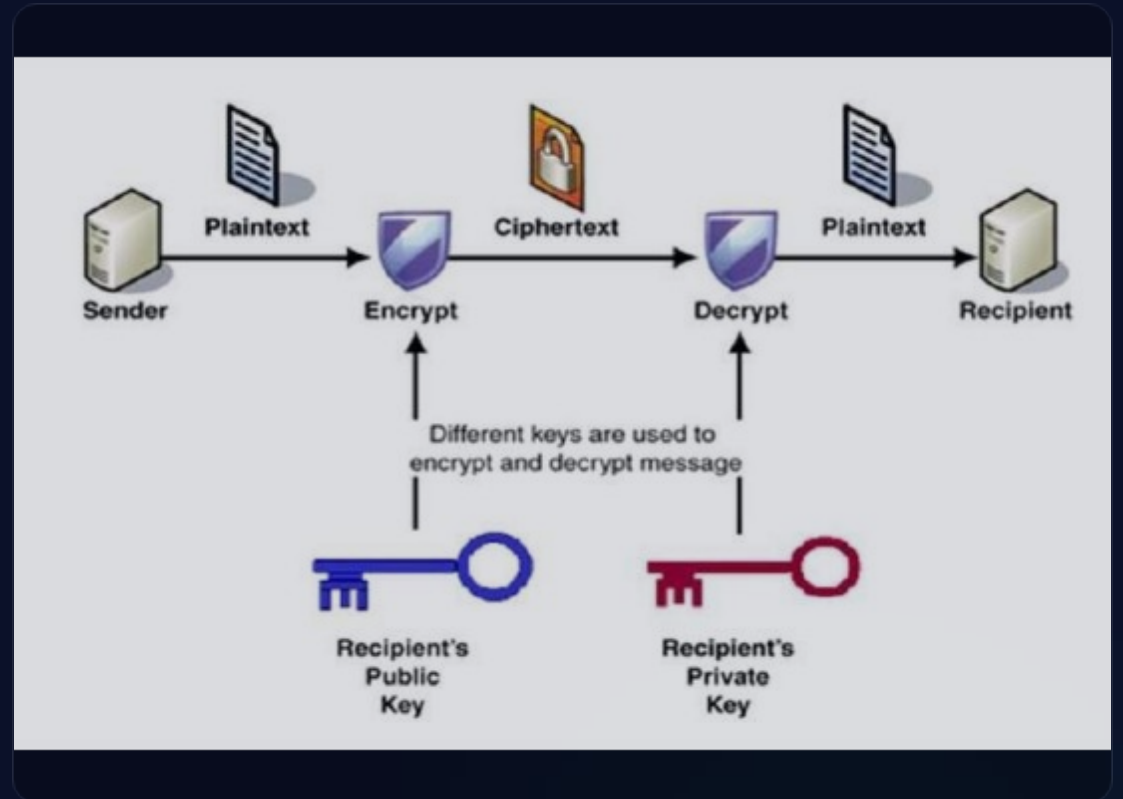 Plaintext
Ciphertext
Plaintext
Sender
Encrypt
Decrypt
Recipient
Different keys are used to
encrypt and decrypt message
Recipient's
Public
Key
Recipient's
Private
Key